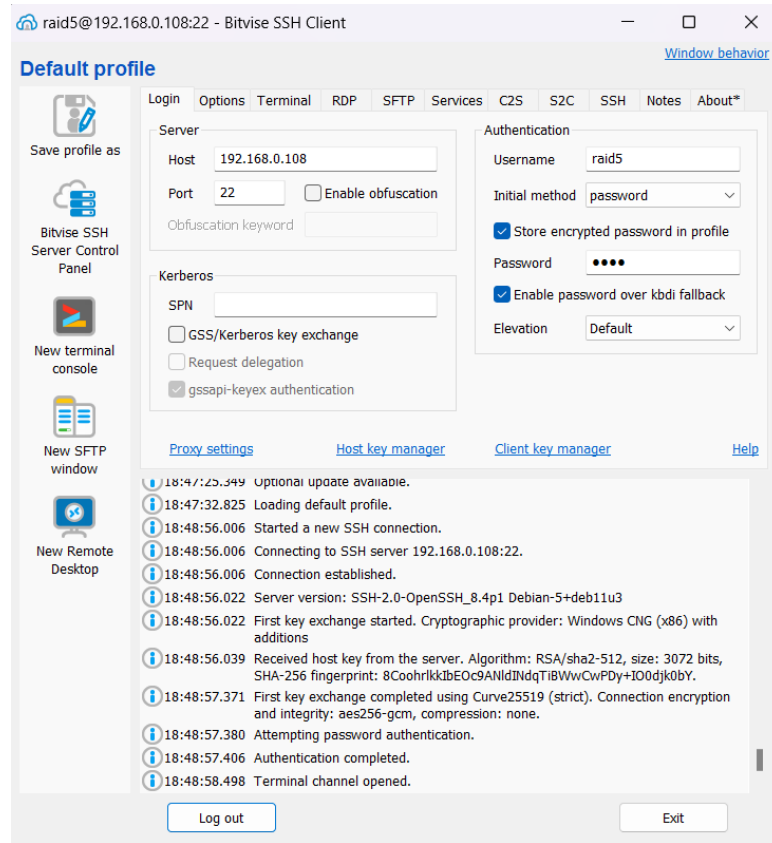 raid5@192.168.0.108:22 - Bitvise SSH Client
Window behavior
Default profile
Save profile as
Bitvise SSH
Server Control
Panel
New terminal
console
New SFTP
window
New Remote
Desktop
Login Options Terminal RDP SFTP Services C2S S2C SSH Notes About*
Server
Host 192.168.0.108
Port 22 Enable obfuscation
Obfuscation keyword
Kerberos
SPN
GSS/Kerberos key exchange
Request delegation
gssapi-keyex authentication
Authentication
Username raid5
Initial method password
Store encrypted password in profile
Password ••••
Enable password over kbdi fallback
Elevation Default
Proxy settings Host key manager Client key manager Help
18:47:25.349 Optional update available.
18:47:32.825 Loading default profile.
18:48:56.006 Started a new SSH connection.
18:48:56.006 Connecting to SSH server 192.168.0.108:22.
18:48:56.006 Connection established.
18:48:56.022 Server version: SSH-2.0-OpenSSH_8.4p1 Debian-5+deb11u3
18:48:56.022 First key exchange started. Cryptographic provider: Windows CNG (x86) with
additions
18:48:56.039 Received host key from the server. Algorithm: RSA/sha2-512, size: 3072 bits,
SHA-256 fingerprint: 8CoohrlkkIbEOc9ANldINdqTiBWwCwPDy+IO0djk0bY.
18:48:57.371 First key exchange completed using Curve25519 (strict). Connection encryption
and integrity: aes256-gcm, compression: none.
18:48:57.380 Attempting password authentication.
18:48:57.406 Authentication completed.
18:48:58.498 Terminal channel opened.
Log out Exit